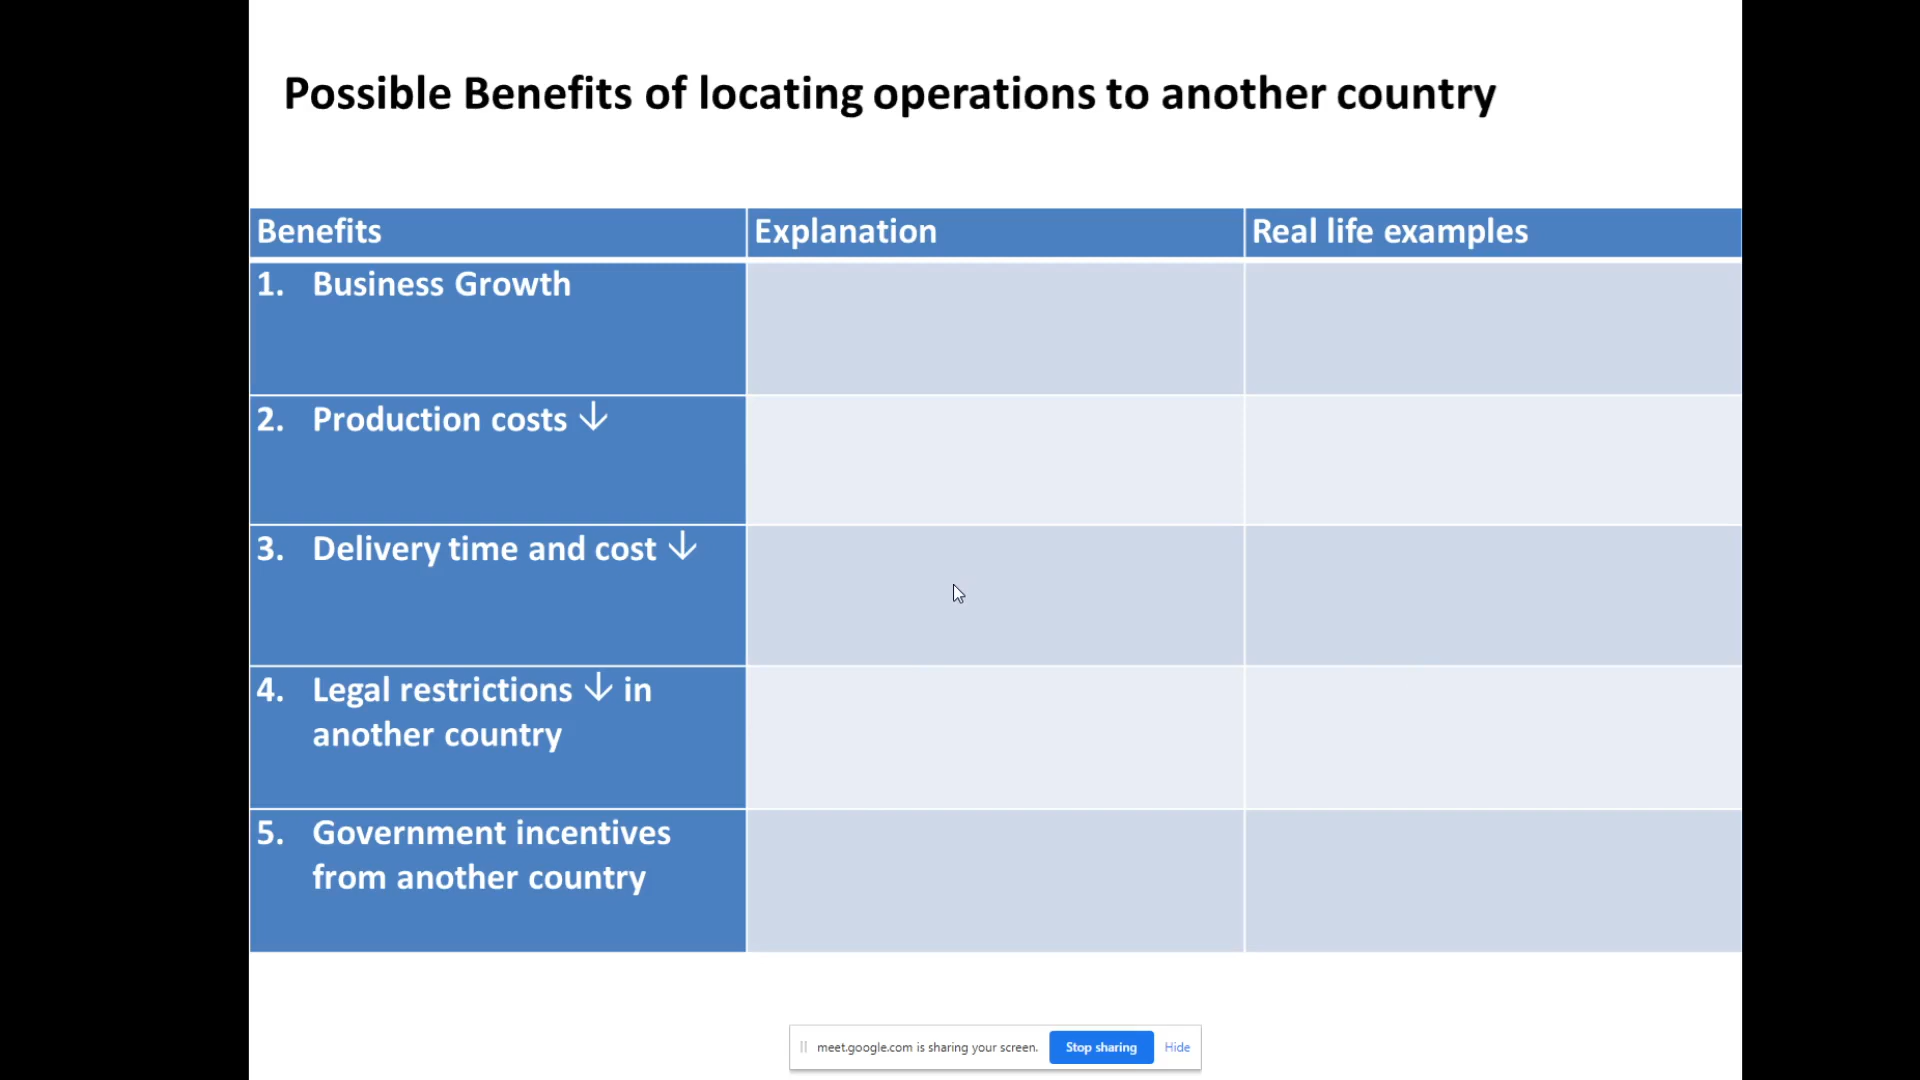 Possible Benefits of locating operations to another country
Benefits
Explanation
Real life examples
1. Business Growth
2. Production costs ↓
3. Delivery time and cost ↓
4. Legal restrictions ↓ in
another country
5. Government incentives
from another country
meet.google.com is sharing your screen.
Stop sharing
Hide